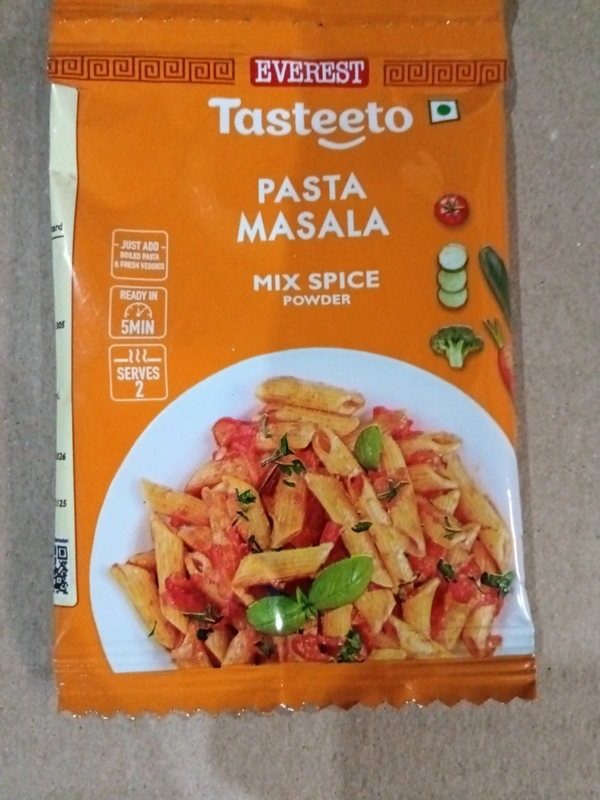 EVEREST
Tasteeto
PASTA
MASALA
MIX SPICE
POWDER
JUST ADD
BOILED PASTA
& FRESH VEGGIES
READY IN
5MIN
SERVES
2